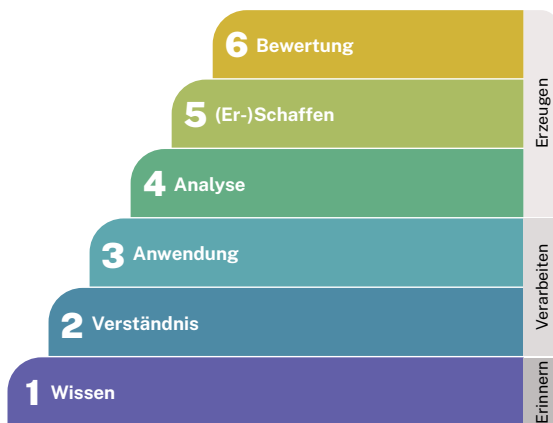 6 Bewertung
5 (Er-)Schaffen
4 Analyse
3 Anwendung
2 Verständnis
1 Wissen
Erzeugen
Verarbeiten
Erinnern